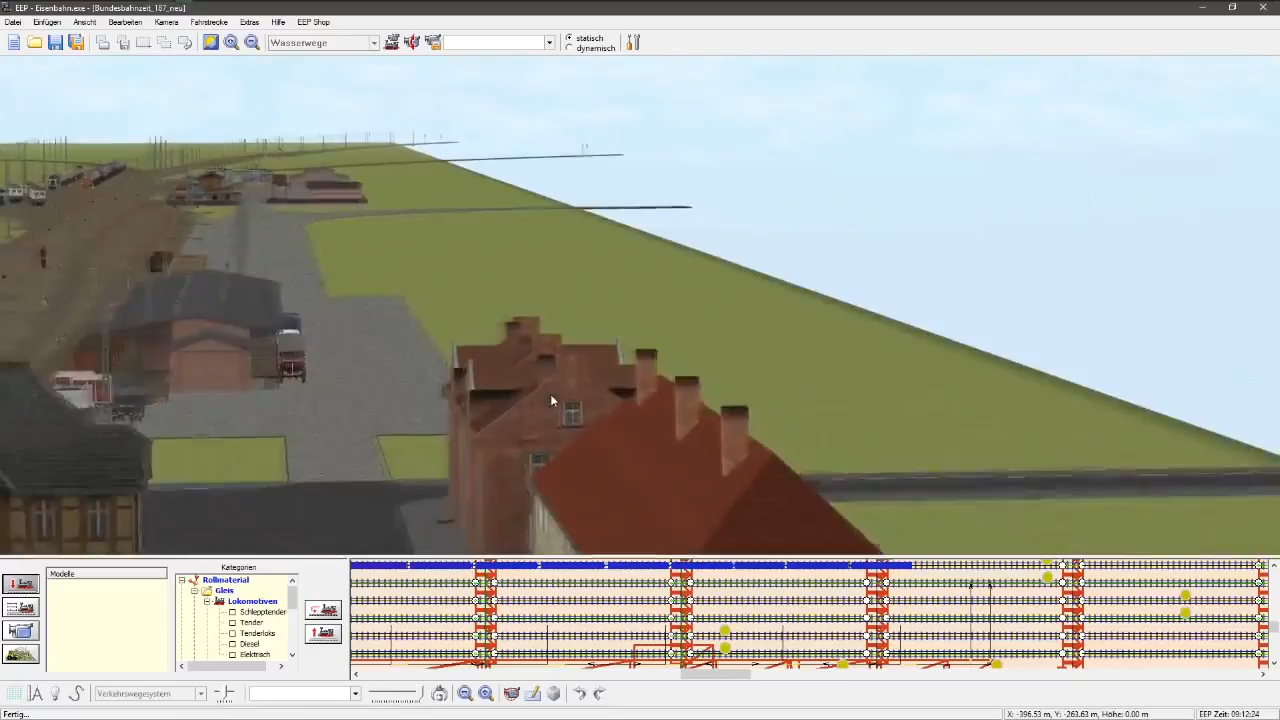 EEP - Eisenbahn.exe - [Bundesbahnzeit_187_neu]
Datei Einfügen Ansicht Bearbeiten Kamera Fahrstrecke Extras Hilfe EEP Shop
Wasserwege
statisch
dynamisch
Modelle
Kategorien
Rollmaterial
Gleis
Lokomotiven
Schlepptender
Tender
Tenderloks
Diesel
Elektrisch
Verkehrswegesystem
Fertig...
X: -396.53 m, Y: -263.63 m, Höhe: 0.00 m
EEP Zeit: 09:12:24